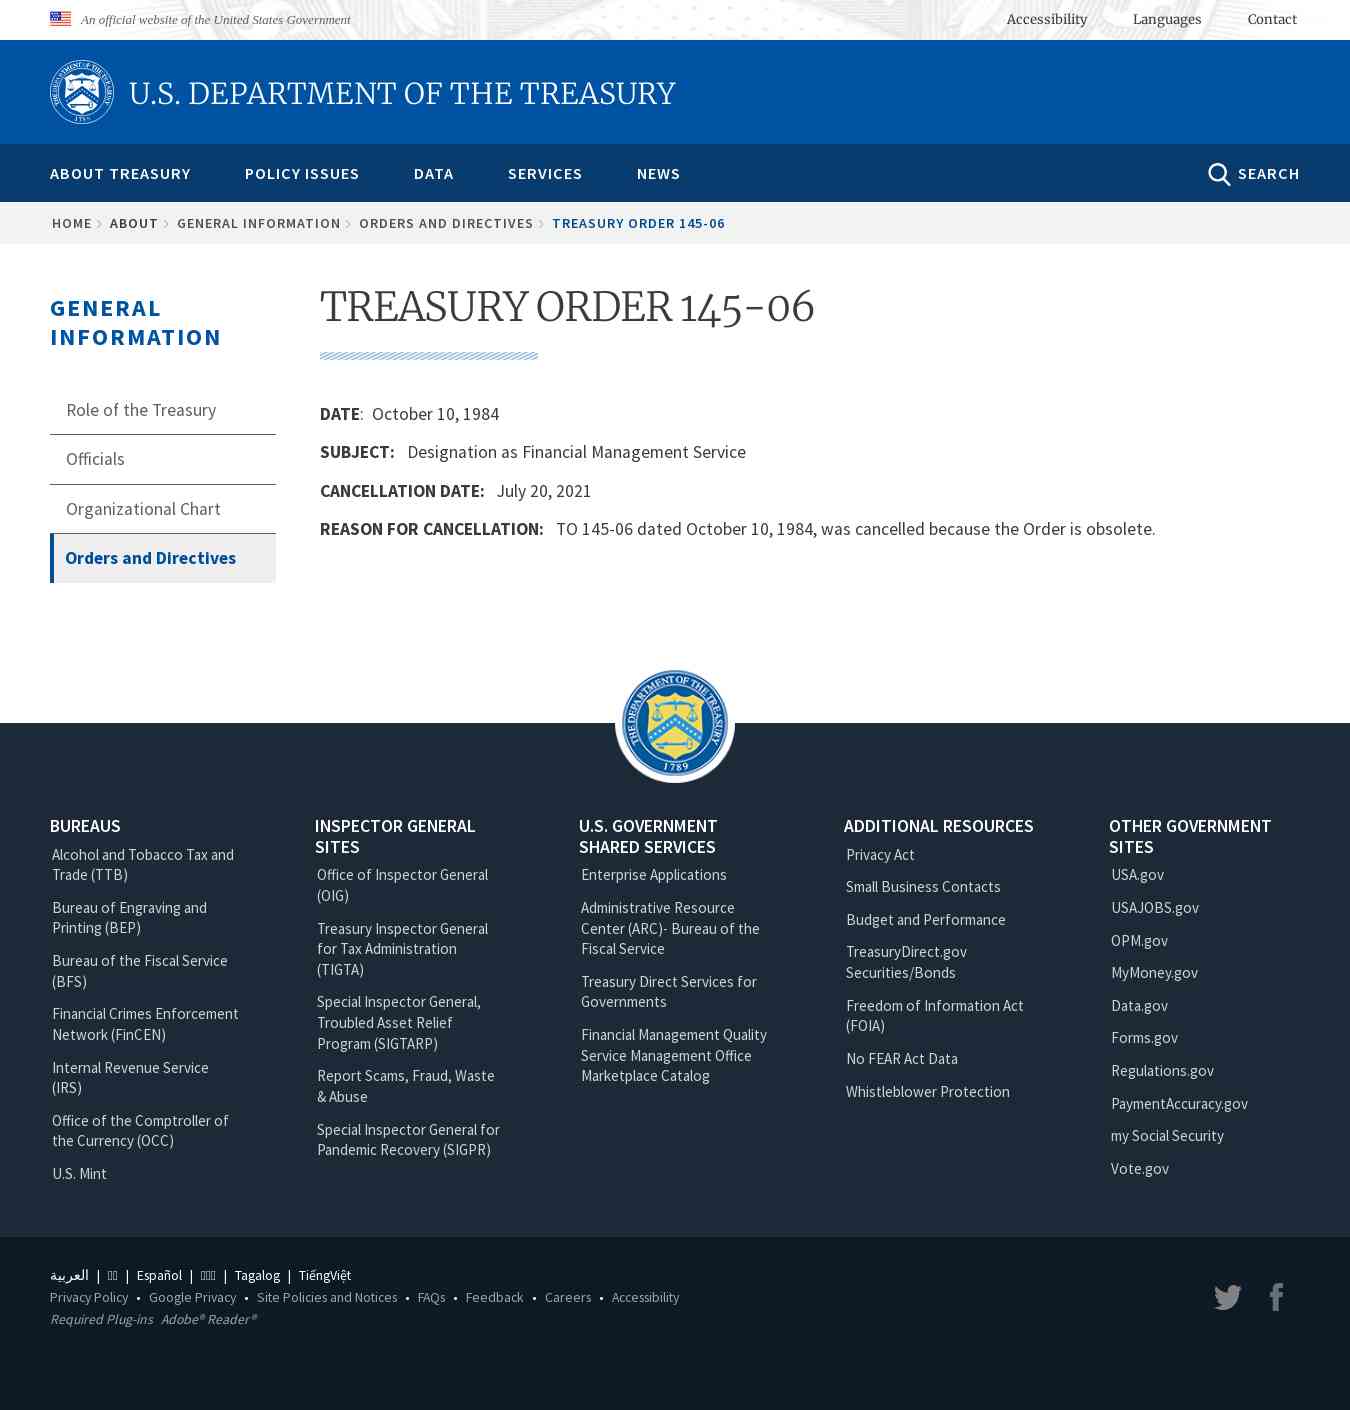 An official website of the United States Government
Accessibility Languages Contact
U.S. DEPARTMENT OF THE TREASURY
ABOUT TREASURY POLICY ISSUES DATA SERVICES NEWS SEARCH
HOME ABOUT GENERAL INFORMATION ORDERS AND DIRECTIVES TREASURY ORDER 145-06
GENERAL
INFORMATION
Role of the Treasury
Officials
Organizational Chart
Orders and Directives
TREASURY ORDER 145-06
DATE: October 10, 1984
SUBJECT: Designation as Financial Management Service
CANCELLATION DATE: July 20, 2021
REASON FOR CANCELLATION: TO 145-06 dated October 10, 1984, was cancelled because the Order is obsolete.
THE DEPARTMENT OF THE TREASURY
1789
BUREAUS
Alcohol and Tobacco Tax and
Trade (TTB)
Bureau of Engraving and
Printing (BEP)
Bureau of the Fiscal Service
(BFS)
Financial Crimes Enforcement
Network (FinCEN)
Internal Revenue Service
(IRS)
Office of the Comptroller of
the Currency (OCC)
U.S. Mint
INSPECTOR GENERAL
SITES
Office of Inspector General
(OIG)
Treasury Inspector General
for Tax Administration
(TIGTA)
Special Inspector General,
Troubled Asset Relief
Program (SIGTARP)
Report Scams, Fraud, Waste
& Abuse
Special Inspector General for
Pandemic Recovery (SIGPR)
U.S. GOVERNMENT
SHARED SERVICES
Enterprise Applications
Administrative Resource
Center (ARC)- Bureau of the
Fiscal Service
Treasury Direct Services for
Governments
Financial Management Quality
Service Management Office
Marketplace Catalog
ADDITIONAL RESOURCES
Privacy Act
Small Business Contacts
Budget and Performance
TreasuryDirect.gov
Securities/Bonds
Freedom of Information Act
(FOIA)
No FEAR Act Data
Whistleblower Protection
OTHER GOVERNMENT
SITES
USA.gov
USAJOBS.gov
OPM.gov
MyMoney.gov
Data.gov
Forms.gov
Regulations.gov
PaymentAccuracy.gov
my Social Security
Vote.gov
العربية | | Español | | Tagalog | TiếngViệt
Privacy Policy • Google Privacy • Site Policies and Notices • FAQs • Feedback • Careers • Accessibility
Required Plug-ins Adobe® Reader®